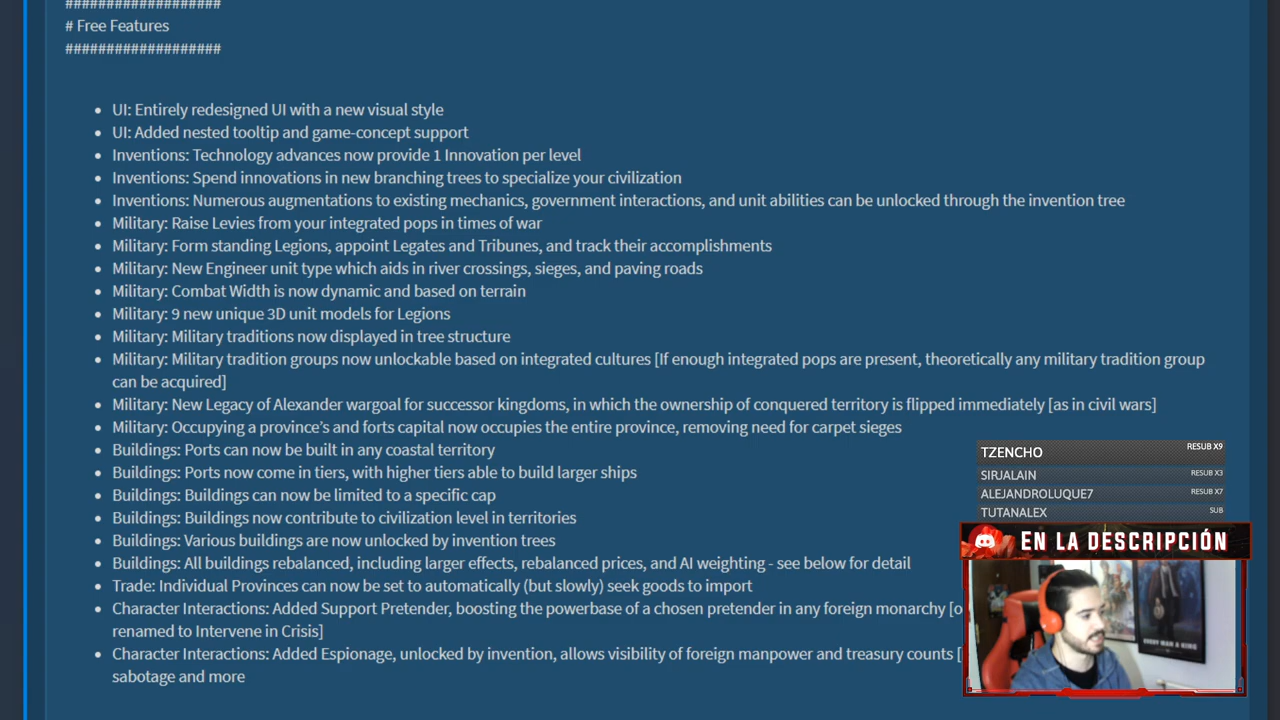 ###################
# Free Features
###################
• UI: Entirely redesigned UI with a new visual style
• UI: Added nested tooltip and game-concept support
• Inventions: Technology advances now provide 1 Innovation per level
• Inventions: Spend innovations in new branching trees to specialize your civilization
• Inventions: Numerous augmentations to existing mechanics, government interactions, and unit abilities can be unlocked through the invention tree
• Military: Raise Levies from your integrated pops in times of war
• Military: Form standing Legions, appoint Legates and Tribunes, and track their accomplishments
• Military: New Engineer unit type which aids in river crossings, sieges, and paving roads
• Military: Combat Width is now dynamic and based on terrain
• Military: 9 new unique 3D unit models for Legions
• Military: Military traditions now displayed in tree structure
• Military: Military tradition groups now unlockable based on integrated cultures [If enough integrated pops are present, theoretically any military tradition group
can be acquired]
• Military: New Legacy of Alexander wargoal for successor kingdoms, in which the ownership of conquered territory is flipped immediately [as in civil wars]
• Military: Occupying a province's and forts capital now occupies the entire province, removing need for carpet sieges
• Buildings: Ports can now be built in any coastal territory
• Buildings: Ports now come in tiers, with higher tiers able to build larger ships
• Buildings: Buildings can now be limited to a specific cap
• Buildings: Buildings now contribute to civilization level in territories
• Buildings: Various buildings are now unlocked by invention trees
• Buildings: All buildings rebalanced, including larger effects, rebalanced prices, and AI weighting - see below for detail
• Trade: Individual Provinces can now be set to automatically (but slowly) seek goods to import
• Character Interactions: Added Support Pretender, boosting the powerbase of a chosen pretender in any foreign monarchy [o
renamed to Intervene in Crisis]
• Character Interactions: Added Espionage, unlocked by invention, allows visibility of foreign manpower and treasury counts [
sabotage and more
TZENCHO RESUB X9
SIRJALAIN RESUB X3
ALEJANDROLUQUE7 RESUB X7
TUTANALEX SUB
EN LA DESCRIPCIÓN
EVERY MAN A KING